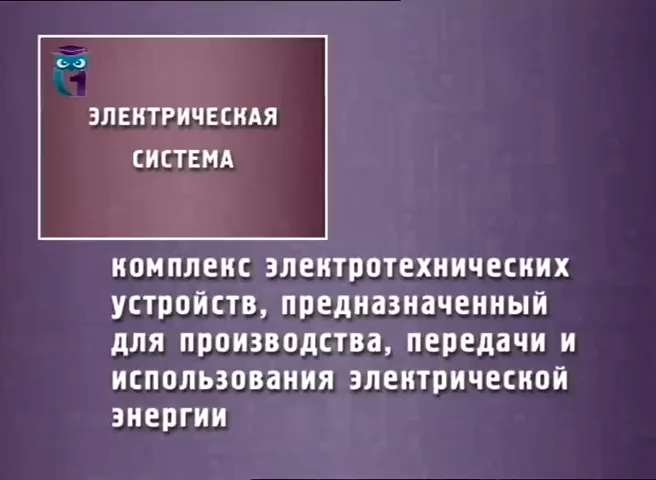 ЭЛЕКТРИЧЕСКАЯ
СИСТЕМА
комплекс электротехнических
устройств, предназначенный
для производства, передачи и
использования электрической
энергии